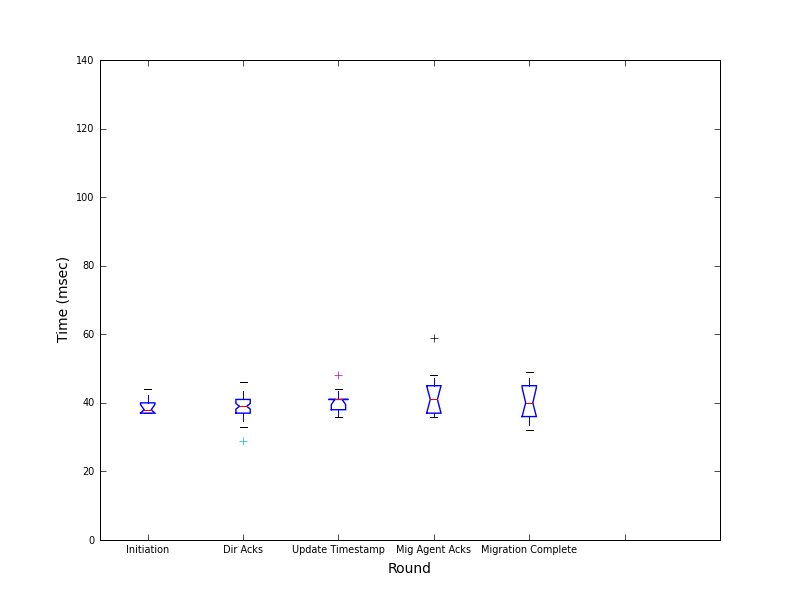 140
120
100
80
60
40
20
0
Time (msec)
Initiation
Dir Acks
Update Timestamp
Mig Agent Acks
Migration Complete
Round